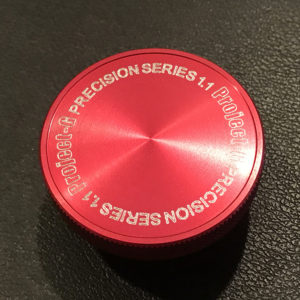 Project-G PRECISION SERIES 1.1
Project PRECISION SERIES 1.1